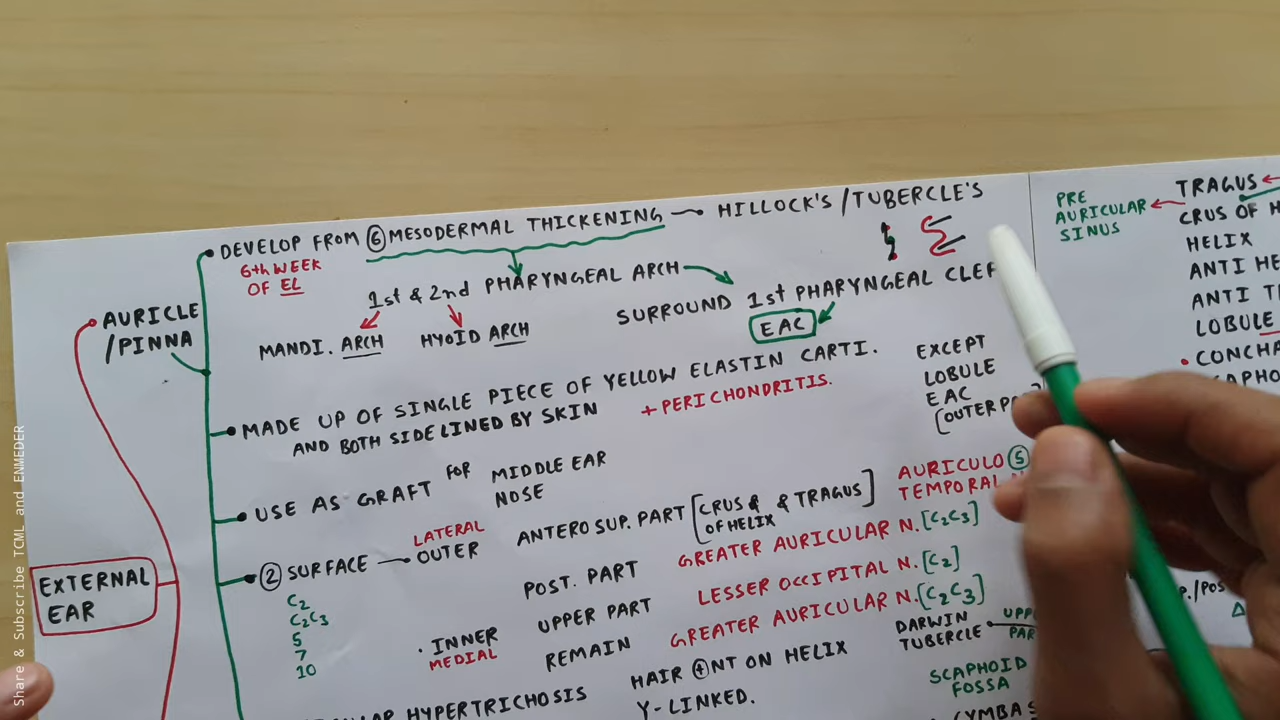 DEVELOP FROM 6 MESODERMAL THICKENING — HILLOCK'S / TUBERCLE'S
6th WEEK
OF EL
1st & 2nd PHARYNGEAL ARCH
MANDI. ARCH HYOID ARCH
SURROUND 1st PHARYNGEAL CLEF
EAC
AURICLE
/PINNA
MADE UP OF SINGLE PIECE OF YELLOW ELASTIN CARTI.
AND BOTH SIDE LINED BY SKIN + PERICHONDRITIS.
EXCEPT
LOBULE
EAC
[OUTER
USE AS GRAFT FOR MIDDLE EAR
NOSE
2 SURFACE — LATERAL
OUTER
ANTERO SUP. PART [CRUS & & TRAGUS]
OF HELIX
AURICULO 5
TEMPORAL
POST. PART GREATER AURICULAR N. [C2C3]
C2
C2C3
5
7
10
. INNER
MEDIAL
UPPER PART LESSER OCCIPITAL N. [C2]
REMAIN GREATER AURICULAR N. [C2C3]
EXTERNAL
EAR
HYPERTRICHOSIS
HAIR +NT ON HELIX
Y-LINKED.
DARWIN
TUBERCLE
SCAPHOID
FOSSA
CYMBA
PRE
AURICULAR
SINUS
TRAGUS
CRUS OF
HELIX
ANTI
ANTI
LOBULE
CONCHA
Share & Subscribe TCML and ENMEDER